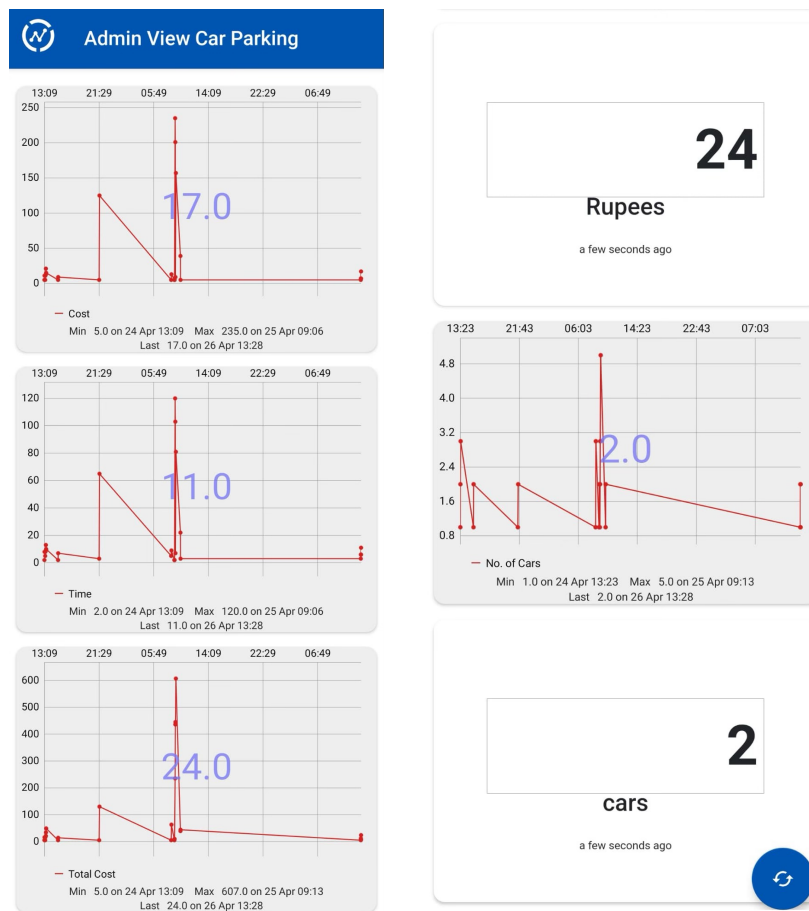 Admin View Car Parking
13:09 21:29 05:49 14:09 22:29 06:49
250
200
150
100
50
0
17.0
Cost
Min 5.0 on 24 Apr 13:09 Max 235.0 on 25 Apr 09:06
Last 17.0 on 26 Apr 13:28
13:09 21:29 05:49 14:09 22:29 06:49
120
100
80
60
40
20
0
11.0
Time
Min 2.0 on 24 Apr 13:09 Max 120.0 on 25 Apr 09:06
Last 11.0 on 26 Apr 13:28
13:09 21:29 05:49 14:09 22:29 06:49
600
500
400
300
200
100
0
24.0
Total Cost
Min 5.0 on 24 Apr 13:09 Max 607.0 on 25 Apr 09:13
Last 24.0 on 26 Apr 13:28
24
Rupees
a few seconds ago
13:23 21:43 06:03 14:23 22:43 07:03
4.8
4.0
3.2
2.4
1.6
0.8
2.0
No. of Cars
Min 1.0 on 24 Apr 13:23 Max 5.0 on 25 Apr 09:13
Last 2.0 on 26 Apr 13:28
2
cars
a few seconds ago